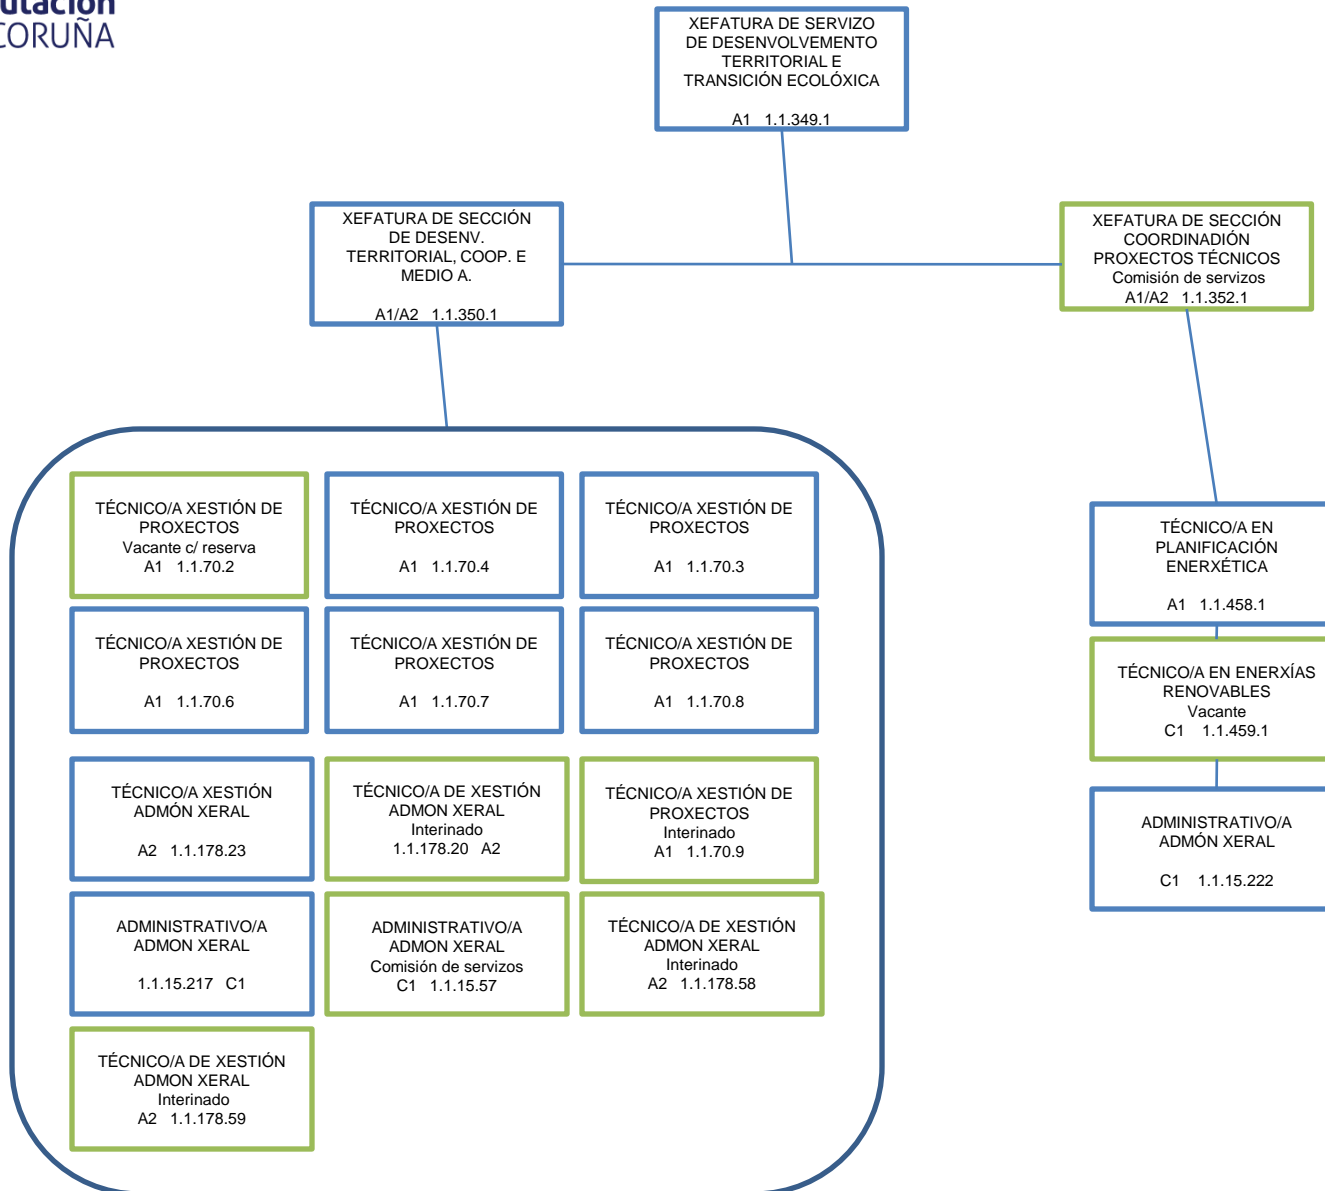 CORUÑA
XEFATURA DE SERVIZO
DE DESENVOLVEMENTO
TERRITORIAL E
TRANSICIÓN ECOLÓXICA
A1 1.1.349.1
XEFATURA DE SECCIÓN
DE DESENV.
TERRITORIAL, COOP. E
MEDIO A.
A1/A2 1.1.350.1
XEFATURA DE SECCIÓN
COORDINADIÓN
PROXECTOS TÉCNICOS
Comisión de servizos
A1/A2 1.1.352.1
TÉCNICO/A XESTIÓN DE
PROXECTOS
Vacante c/ reserva
A1 1.1.70.2
TÉCNICO/A XESTIÓN DE
PROXECTOS
A1 1.1.70.4
TÉCNICO/A XESTIÓN DE
PROXECTOS
A1 1.1.70.3
TÉCNICO/A XESTIÓN DE
PROXECTOS
A1 1.1.70.6
TÉCNICO/A XESTIÓN DE
PROXECTOS
A1 1.1.70.7
TÉCNICO/A XESTIÓN DE
PROXECTOS
A1 1.1.70.8
TÉCNICO/A XESTIÓN
ADMÓN XERAL
A2 1.1.178.23
TÉCNICO/A DE XESTIÓN
ADMON XERAL
Interinado
1.1.178.20 A2
TÉCNICO/A XESTIÓN DE
PROXECTOS
Interinado
A1 1.1.70.9
ADMINISTRATIVO/A
ADMON XERAL
1.1.15.217 C1
ADMINISTRATIVO/A
ADMON XERAL
Comisión de servizos
C1 1.1.15.57
TÉCNICO/A DE XESTIÓN
ADMON XERAL
Interinado
A2 1.1.178.58
TÉCNICO/A DE XESTIÓN
ADMON XERAL
Interinado
A2 1.1.178.59
TÉCNICO/A EN
PLANIFICACIÓN
ENERXÉTICA
A1 1.1.458.1
TÉCNICO/A EN ENERXÍAS
RENOVABLES
Vacante
C1 1.1.459.1
ADMINISTRATIVO/A
ADMÓN XERAL
C1 1.1.15.222